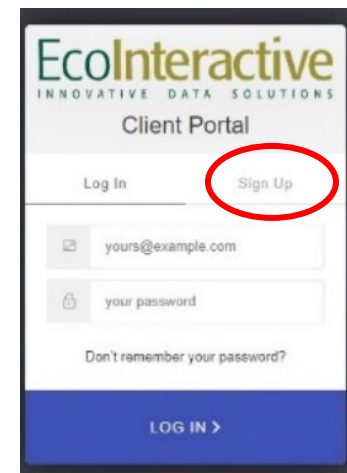 EcoInteractive
INNOVATIVE DATA SOLUTIONS
Client Portal
Log In Sign Up
yours@example.com
your password
Don't remember your password?
LOG IN >